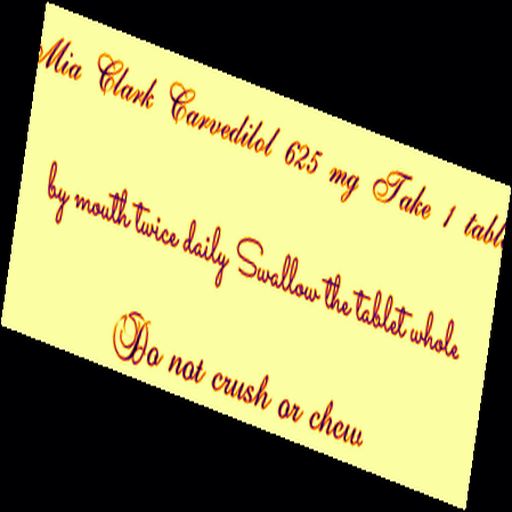 Mia Clark Carvedilol 625 mg Take 1 tabl
by mouth twice daily Swallow the tablet whole
Do not crush or chew